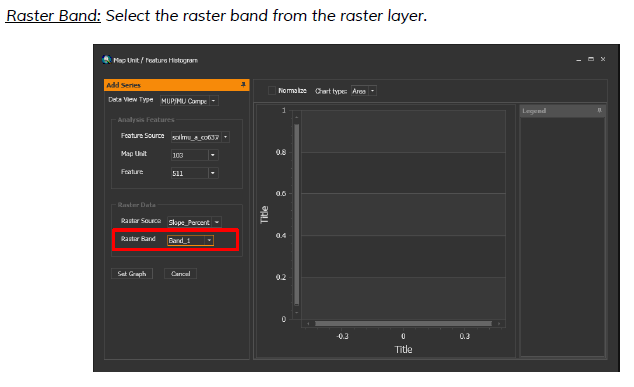 Raster Band: Select the raster band from the raster layer.
Map Unit / Feature Histogram
Add Series
Data View Type MUP/MU Compa
Analysis Features
Feature Source soilmu_a_co637
Map Unit 103
Feature 511
Raster Data
Raster Source Slope_Percent
Raster Band Band_1
Set Graph Cancel
Normalize Chart type: Area
1
0.8
0.6
0.4
0.2
0
Title
-0.3 0 0.3
Title
Legend